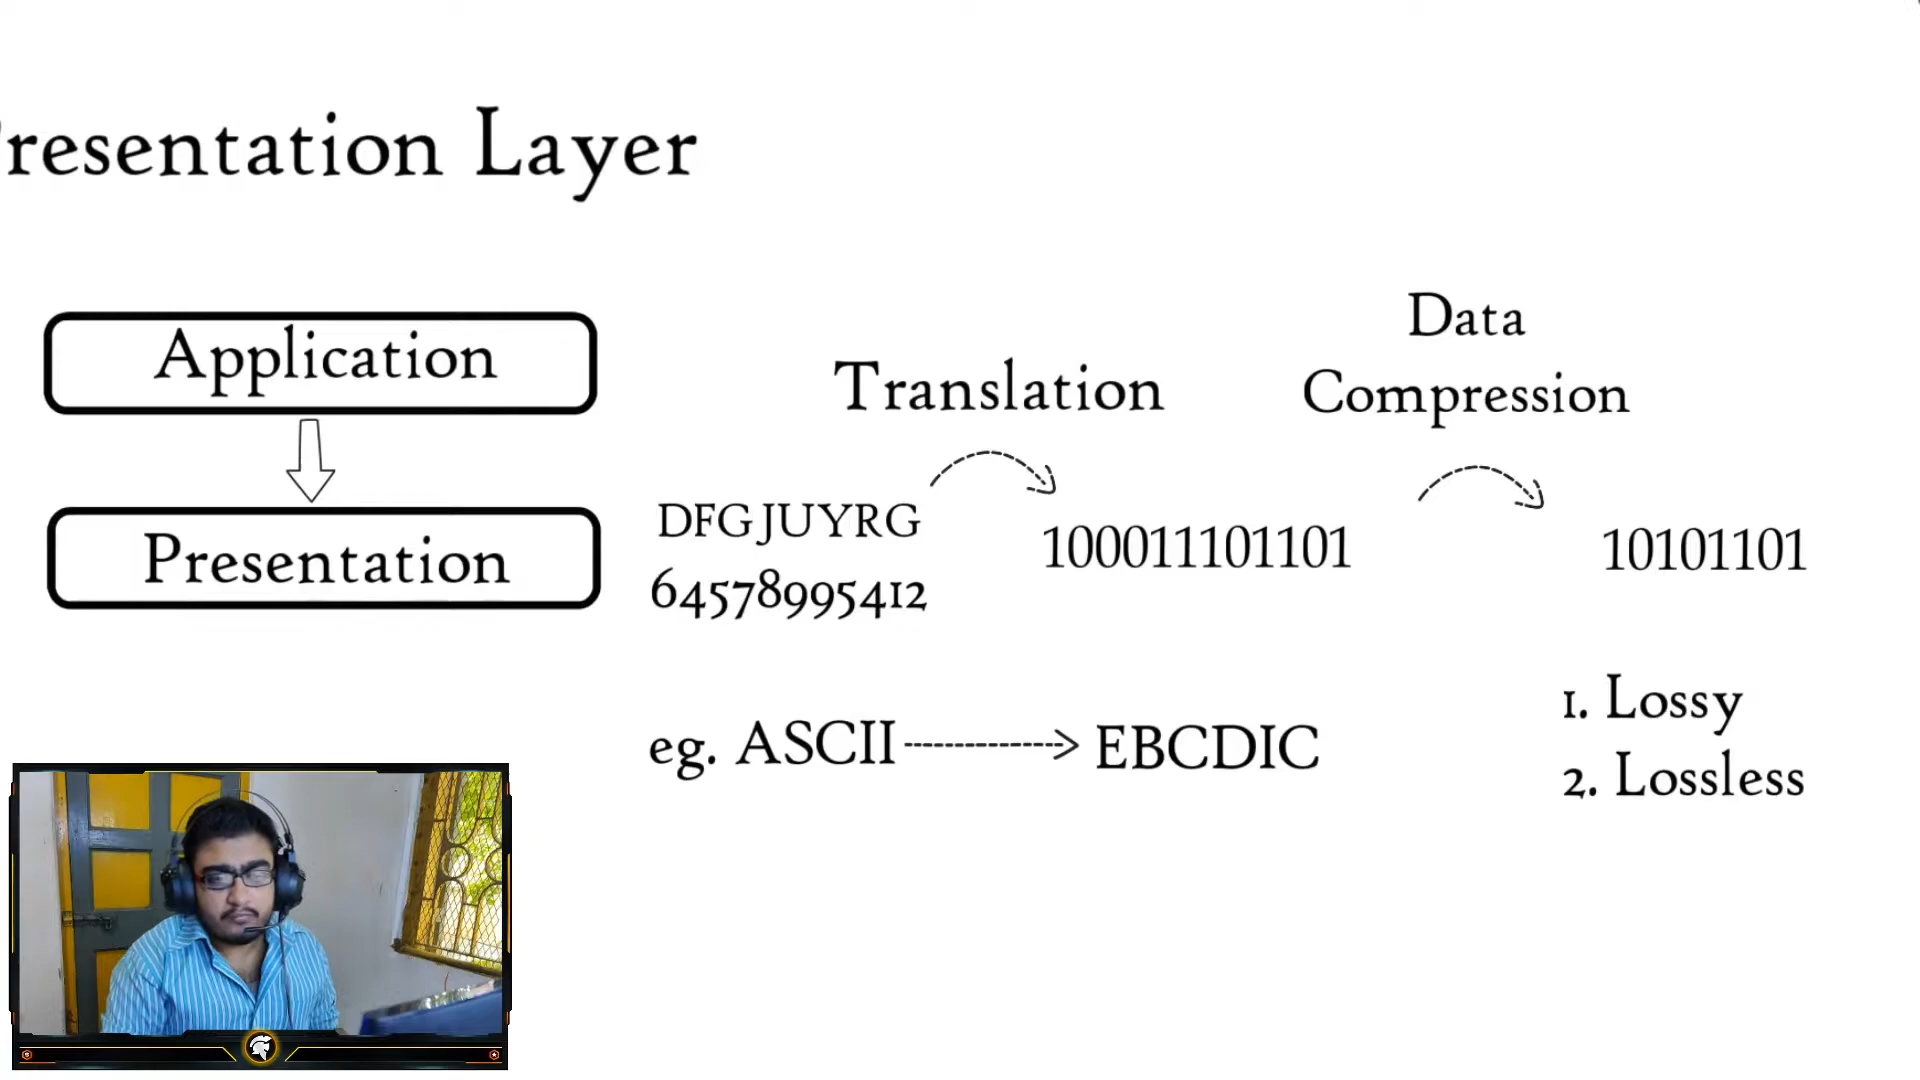 resentation Layer
Application
Presentation
Translation
DFGJUYRG
64578995412
100011101101
eg. ASCII
EBCDIC
Data
Compression
10101101
1. Lossy
2. Lossless